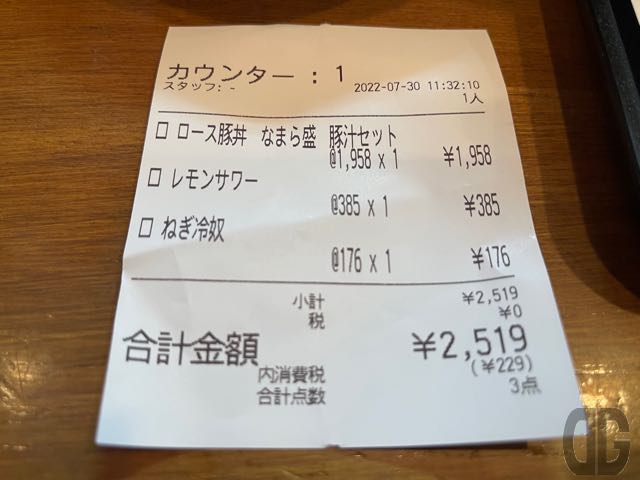 カウンター : 1
スタッフ: -
2022-07-30 11:32:10
1人
□ ロース豚丼 なまら盛 豚汁セット
@1,958 x 1 ¥1,958
□ レモンサワー
@385 x 1 ¥385
□ ねぎ冷奴
@176 x 1 ¥176
小計 ¥2,519
税 ¥0
合計金額 ¥2,519
内消費税 (¥229)
合計点数 3点
DG